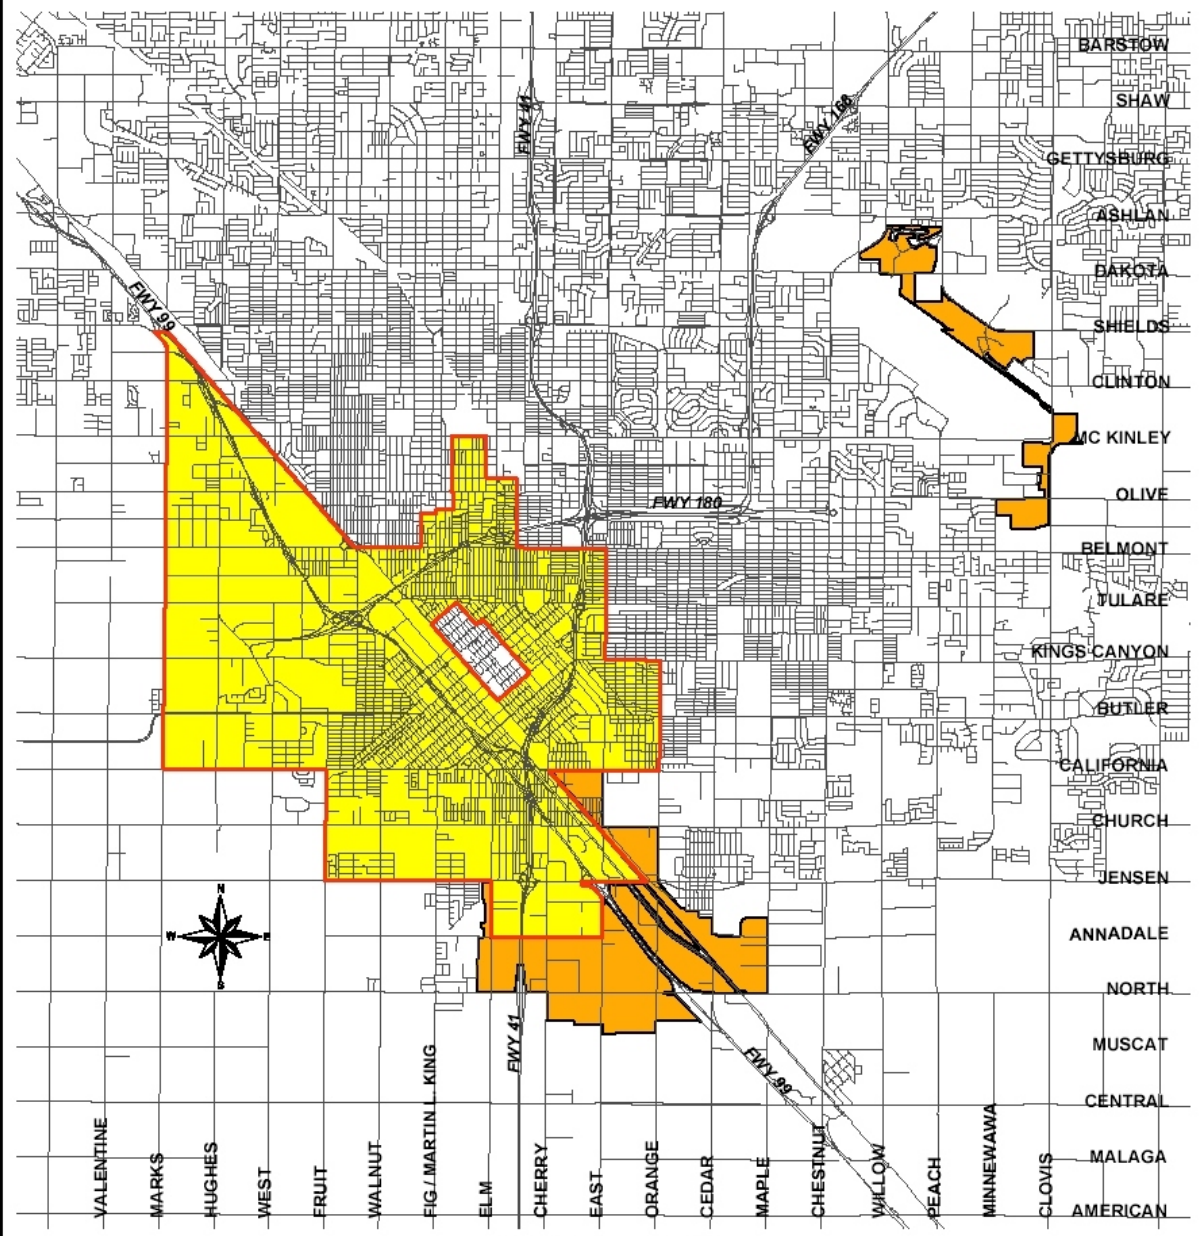 BARSTOW
SHAW
GETTYSBURG
ASHLAN
DAKOTA
SHIELDS
CLINTON
MC KINLEY
OLIVE
BELMONT
TULARE
KINGS CANYON
BUTLER
CALIFORNIA
CHURCH
JENSEN
ANNADALE
NORTH
MUSCAT
CENTRAL
MALAGA
AMERICAN
FWY 41
FWY 168
FWY 99
FWY 180
N
W
E
S
FWY 41
FWY 99
VALENTINE
MARKS
HUGHES
WEST
FRUIT
WALNUT
FIG / MARTIN L. KING
ELM
CHERRY
EAST
ORANGE
CEDAR
MAPLE
CHESTNUT
WILLOW
PEACH
MINNEWAWA
CLOVIS